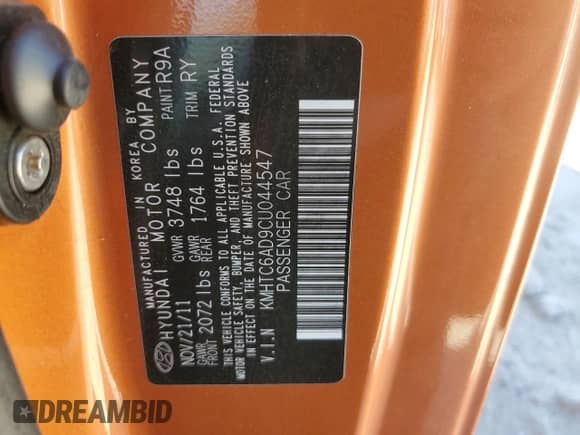 MANUFACTURED IN KOREA BY
HYUNDAI MOTOR COMPANY
NOV/21/11 GVWR 3748 lbs PAINT R9A
GAWR FRONT 2072 lbs GAWR REAR 1764 lbs TRIM RY
THIS VEHICLE CONFORMS TO ALL APPLICABLE U.S.A. FEDERAL
MOTOR VEHICLE SAFETY, BUMPER, AND THEFT PREVENTION STANDARDS
IN EFFECT ON THE DATE OF MANUFACTURE SHOWN ABOVE
V.I.N KMHTC6AD9CU044547
PASSENGER CAR
DREAMBID